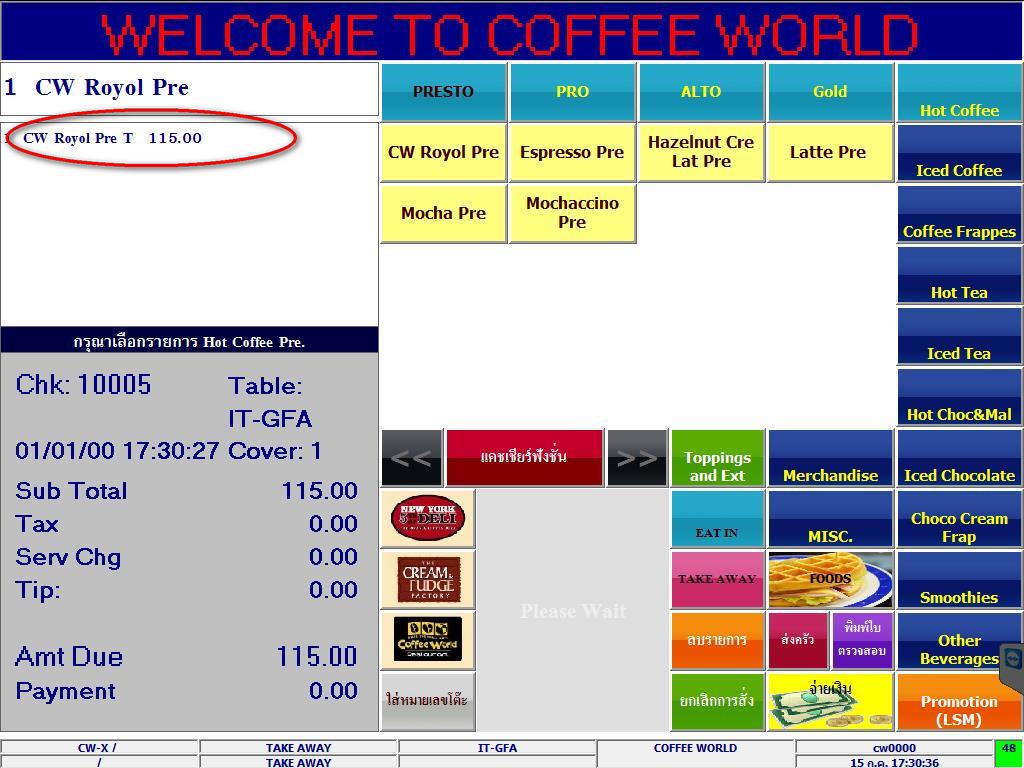 WELCOME TO COFFEE WORLD
1 CW Royol Pre
1 CW Royol Pre T 115.00
กรุณาเลือกรายการ Hot Coffee Pre.
Chk: 10005 Table:
IT-GFA
01/01/00 17:30:27 Cover: 1
Sub Total 115.00
Tax 0.00
Serv Chg 0.00
Tip: 0.00
Amt Due 115.00
Payment 0.00
PRESTO
PRO
ALTO
Gold
Hot Coffee
CW Royol Pre
Espresso Pre
Hazelnut Cre
Lat Pre
Latte Pre
Iced Coffee
Mocha Pre
Mochaccino
Pre
Coffee Frappes
Hot Tea
Iced Tea
Hot Choc&Mal
<<
แคชเชียร์ฟังชั่น
>>
Toppings
and Ext
Merchandise
Iced Chocolate
NEW YORK
5th DELI
EAT IN
MISC.
Choco Cream
Frap
THE
CREAM &
FUDGE
FACTORY
Please Wait
TAKE AWAY
FOODS
Smoothies
Coffee World
Restaurant
ลบรายการ
ส่งครัว
พิมพ์ใบ
ตรวจสอบ
Other
Beverages
ใส่หมายเลขโต๊ะ
ยกเลิกการสั่ง
จ่ายเงิน
Promotion
(LSM)
CW-X / TAKE AWAY IT-GFA COFFEE WORLD cw0000 48
/ TAKE AWAY 15 ก.ค. 17:30:36